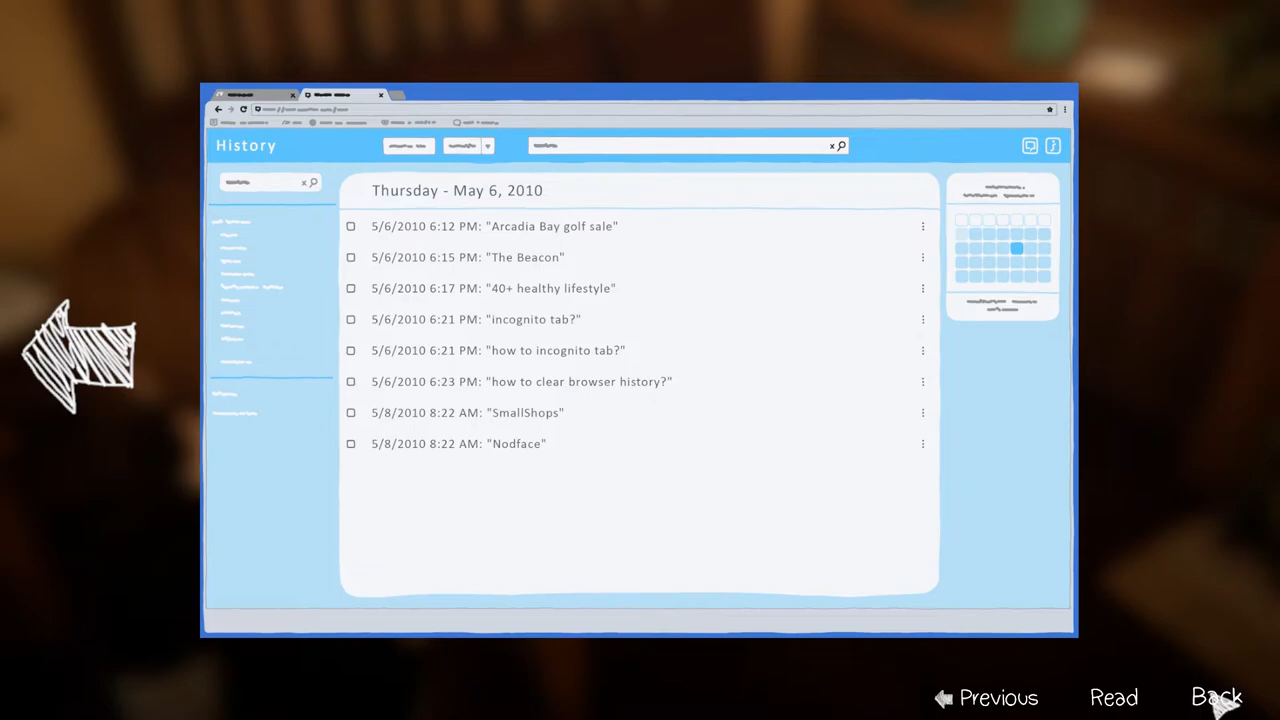 History
Thursday - May 6, 2010
5/6/2010 6:12 PM: "Arcadia Bay golf sale"
5/6/2010 6:15 PM: "The Beacon"
5/6/2010 6:17 PM: "40+ healthy lifestyle"
5/6/2010 6:21 PM: "incognito tab?"
5/6/2010 6:21 PM: "how to incognito tab?"
5/6/2010 6:23 PM: "how to clear browser history?"
5/8/2010 8:22 AM: "SmallShops"
5/8/2010 8:22 AM: "Nodface"
Previous Read Back